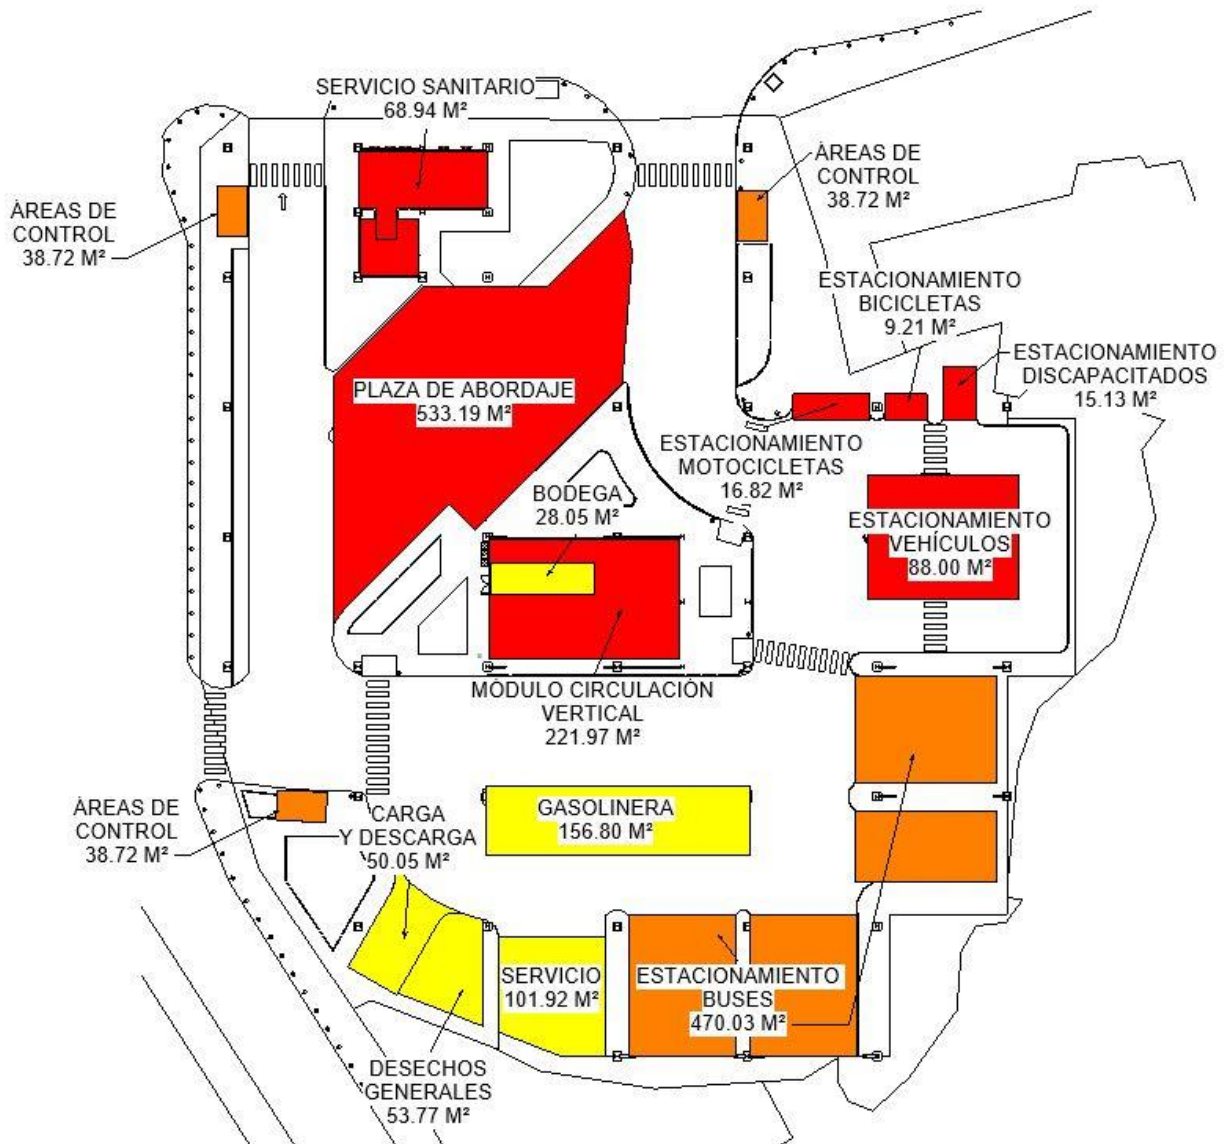 SERVICIO SANITARIO
68.94 M²
ÁREAS DE
CONTROL
38.72 M²
ÁREAS DE
CONTROL
38.72 M²
ESTACIONAMIENTO
BICICLETAS
9.21 M²
ESTACIONAMIENTO
DISCAPACITADOS
15.13 M²
PLAZA DE ABORDAJE
533.19 M²
ESTACIONAMIENTO
MOTOCICLETAS
16.82 M²
BODEGA
28.05 M²
ESTACIONAMIENTO
VEHÍCULOS
88.00 M²
MÓDULO CIRCULACIÓN
VERTICAL
221.97 M²
ÁREAS DE
CONTROL
38.72 M²
CARGA
Y DESCARGA
50.05 M²
GASOLINERA
156.80 M²
SERVICIO
101.92 M²
ESTACIONAMIENTO
BUSES
470.03 M²
DESECHOS
GENERALES
53.77 M²